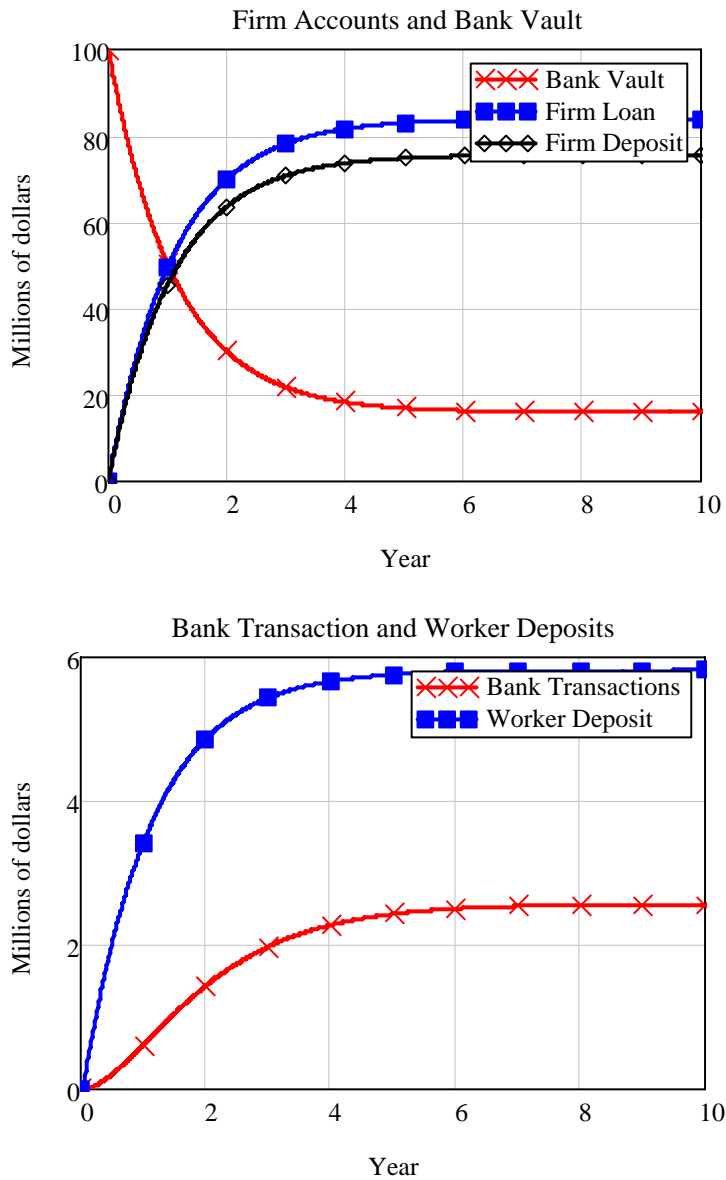 Firm Accounts and Bank Vault
100
80
60
40
20
0
Millions of dollars
Bank Vault
Firm Loan
Firm Deposit
0 2 4 6 8 10
Year
Bank Transaction and Worker Deposits
6
4
2
0
Millions of dollars
Bank Transactions
Worker Deposit
0 2 4 6 8 10
Year